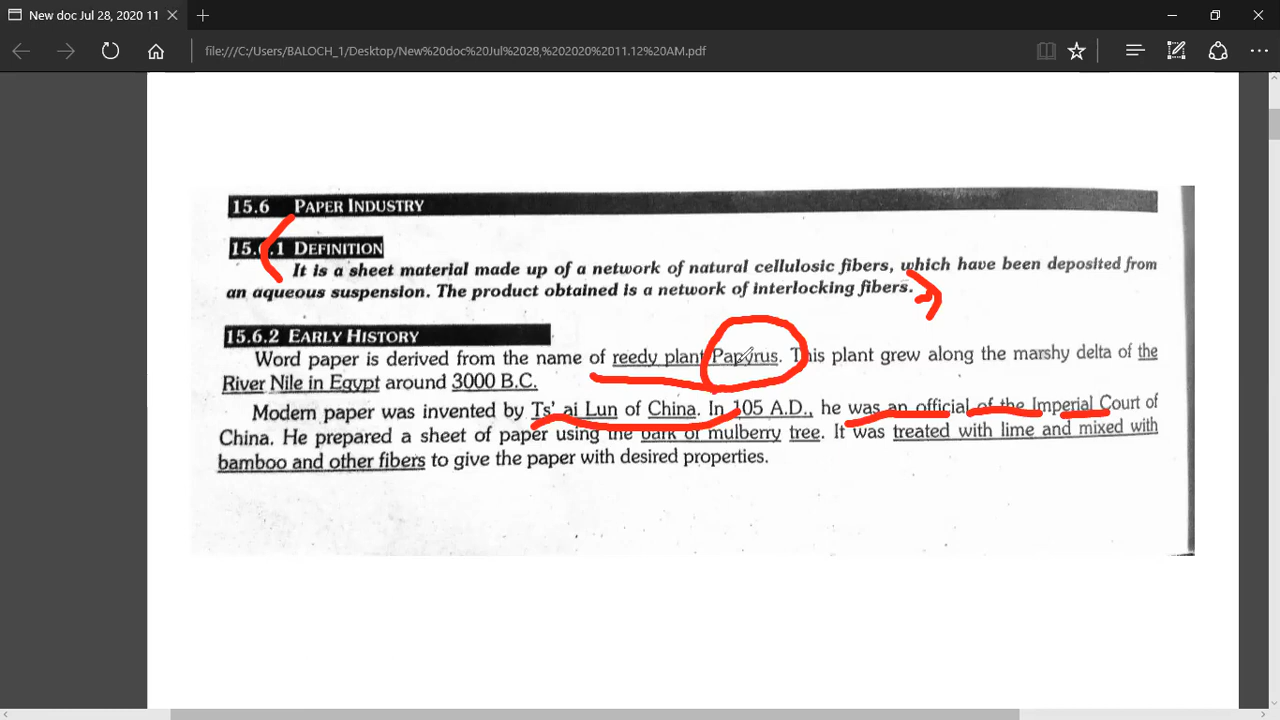 New doc Jul 28, 2020 11
file:///C:/Users/BALOCH_1/Desktop/New%20doc%20Jul%2028,%202020%2011.12%20AM.pdf
15.6 PAPER INDUSTRY
15.6.1 DEFINITION
It is a sheet material made up of a network of natural cellulosic fibers, which have been deposited from
an aqueous suspension. The product obtained is a network of interlocking fibers.
15.6.2 EARLY HISTORY
Word paper is derived from the name of reedy plant Papyrus. This plant grew along the marshy delta of the
River Nile in Egypt around 3000 B.C.
Modern paper was invented by Ts' ai Lun of China. In 105 A.D., he was an official of the Imperial Court of
China. He prepared a sheet of paper using the bark of mulberry tree. It was treated with lime and mixed with
bamboo and other fibers to give the paper with desired properties.